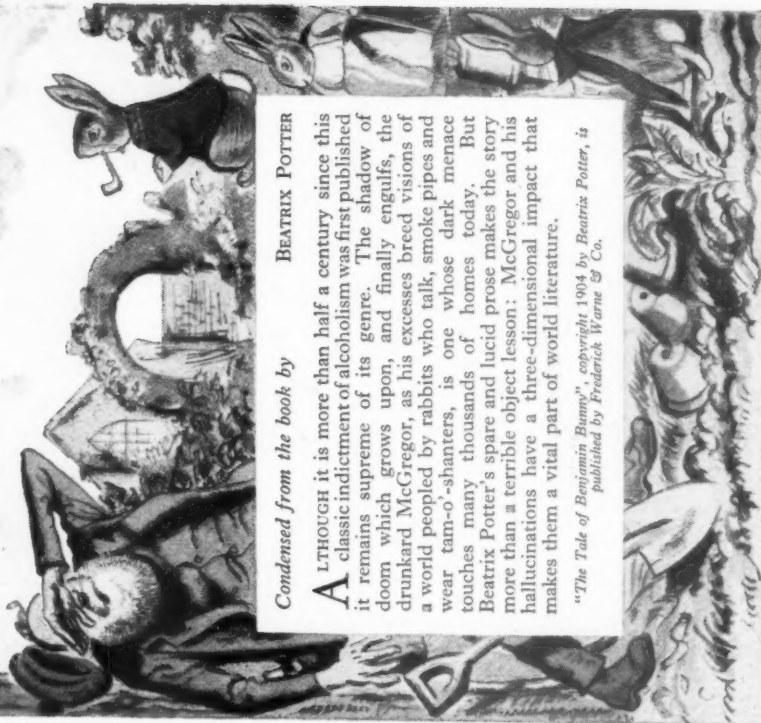 Condensed from the book by BEATRIX POTTER
ALTHOUGH it is more than half a century since this
classic indictment of alcoholism was first published
it remains supreme of its genre. The shadow of
doom which grows upon, and finally engulfs, the
drunkard McGregor, as his excesses breed visions of
a world peopled by rabbits who talk, smoke pipes and
wear tam-o'-shanters, is one whose dark menace
touches many thousands of homes today. But
Beatrix Potter's spare and lucid prose makes the story
more than a terrible object lesson: McGregor and his
hallucinations have a three-dimensional impact that
makes them a vital part of world literature.
"The Tale of Benjamin Bunny", copyright 1904 by Beatrix Potter, is
published by Frederick Warne & Co.